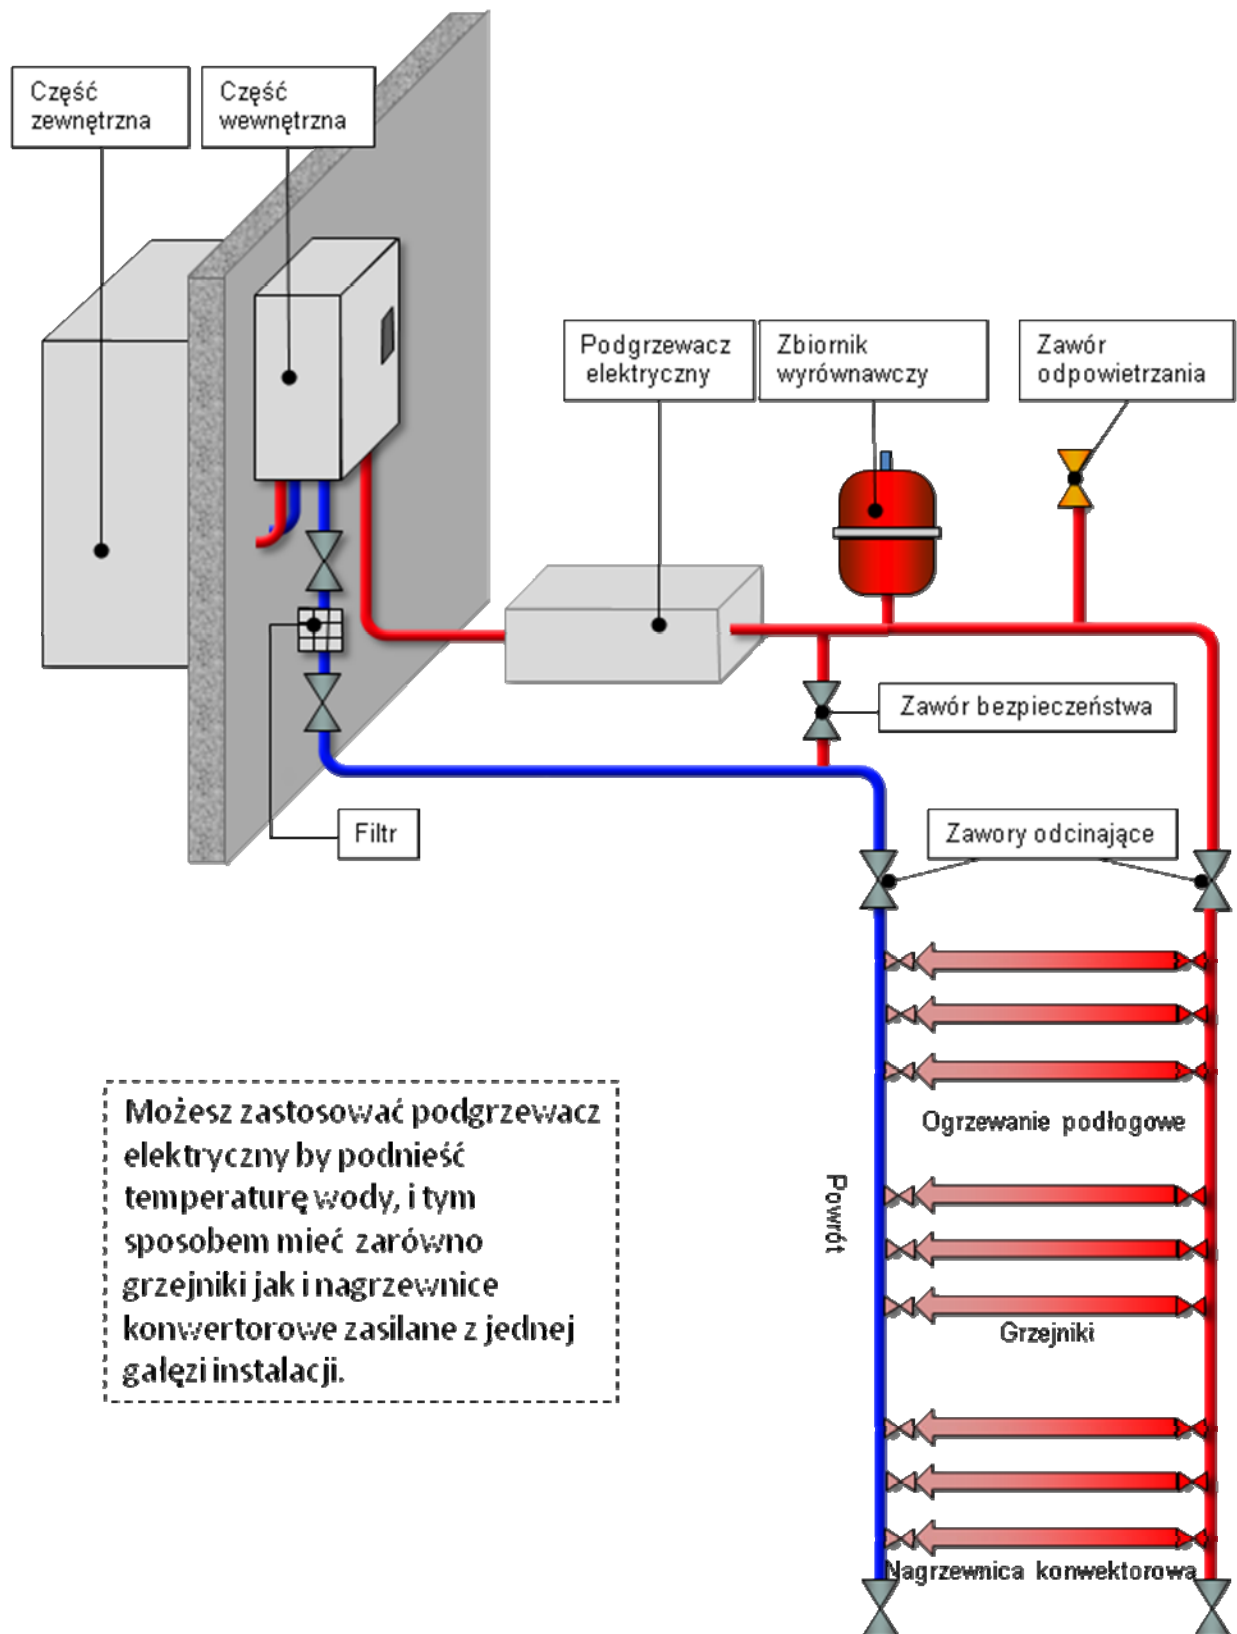 Część
zewnętrzna
Część
wewnętrzna
Podgrzewacz
elektryczny
Zbiornik
wyrównawczy
Zawór
odpowietrzania
Zawór bezpieczeństwa
Filtr
Zawory odcinające
Ogrzewanie podłogowe
Powrót
Grzejniki
Nagrzewnica konwektorowa
Możesz zastosować podgrzewacz
elektryczny by podnieść
temperaturę wody, i tym
sposobem mieć zarówno
grzejniki jak i nagrzewnice
konwertorowe zasilane z jednej
gałęzi instalacji.